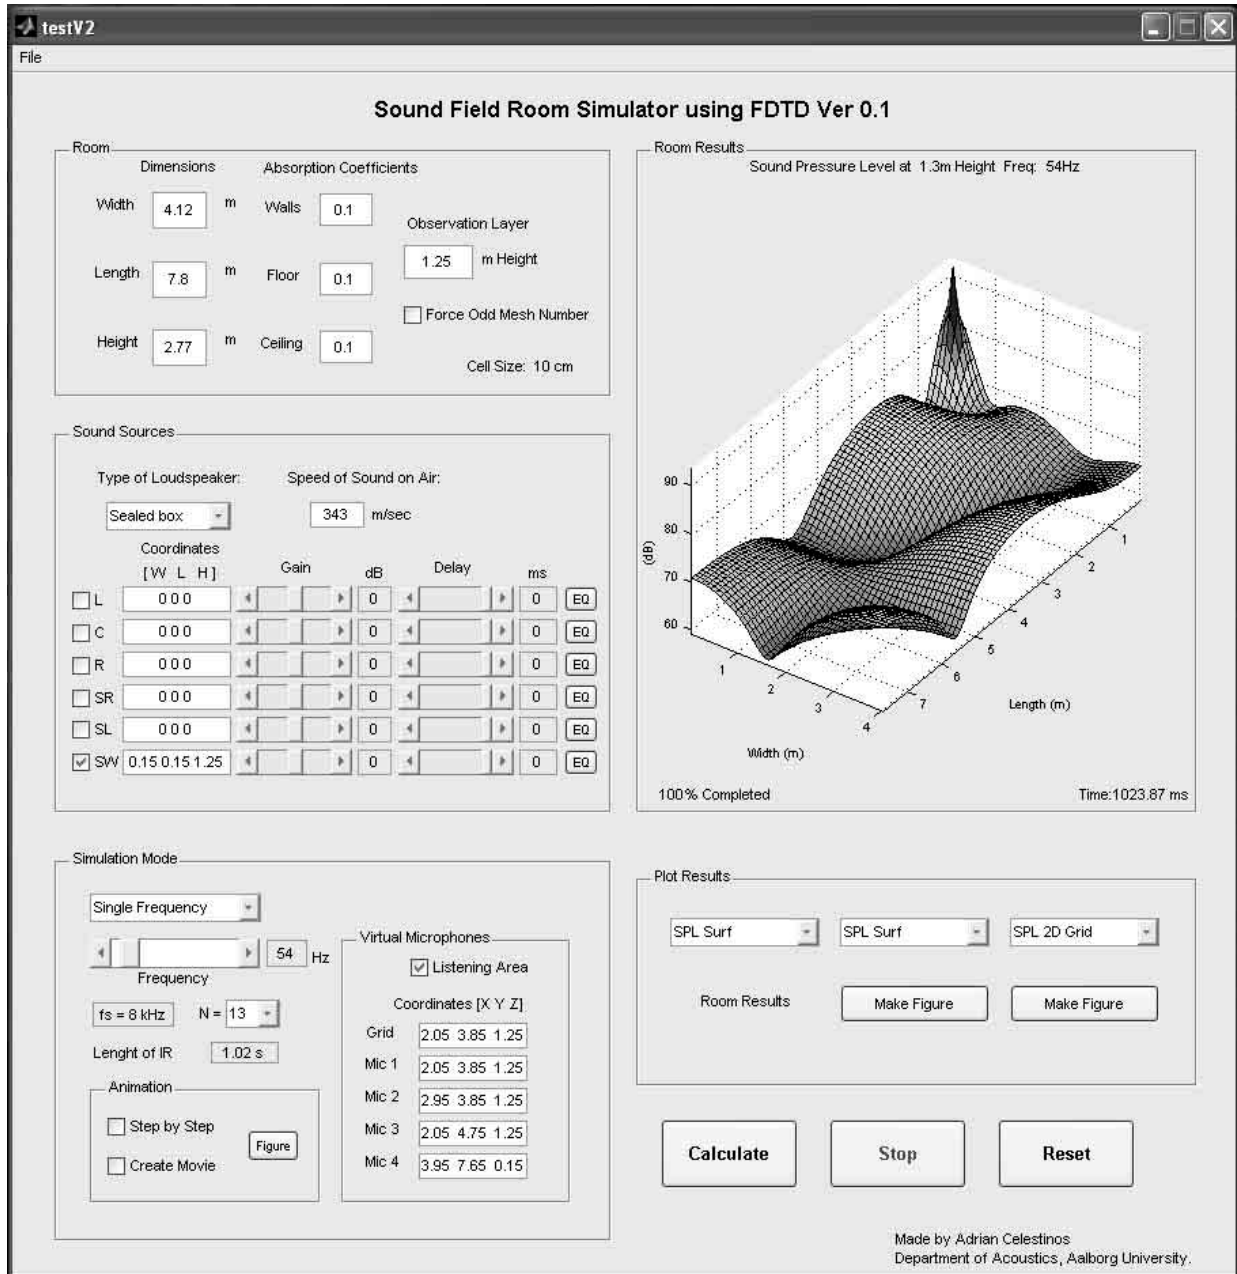 testV2
File
Sound Field Room Simulator using FDTD Ver 0.1
Room
Dimensions Absorption Coefficients
Width 4.12 m Walls 0.1
Observation Layer
1.25 m Height
Length 7.8 m Floor 0.1
Force Odd Mesh Number
Height 2.77 m Ceiling 0.1
Cell Size: 10 cm
Sound Sources
Type of Loudspeaker: Speed of Sound on Air:
Sealed box 343 m/sec
Coordinates
[ W L H ] Gain dB Delay ms
L 0 0 0 0 0 EQ
C 0 0 0 0 0 EQ
R 0 0 0 0 0 EQ
SR 0 0 0 0 0 EQ
SL 0 0 0 0 0 EQ
SW 0.15 0.15 1.25 0 0 EQ
Simulation Mode
Single Frequency
54 Hz
Frequency
fs = 8 kHz N = 13
Lenght of IR 1.02 s
Animation
Step by Step
Create Movie
Figure
Virtual Microphones
Listening Area
Coordinates [X Y Z]
Grid 2.05 3.85 1.25
Mic 1 2.05 3.85 1.25
Mic 2 2.95 3.85 1.25
Mic 3 2.05 4.75 1.25
Mic 4 3.95 7.65 0.15
Room Results
Sound Pressure Level at 1.3m Height Freq: 54Hz
90
80
70
60
(dB)
1
2
3
4
Width (m)
1
2
3
4
5
6
7
Length (m)
100% Completed Time:1023.87 ms
Plot Results
SPL Surf SPL Surf SPL 2D Grid
Room Results Make Figure Make Figure
Calculate Stop Reset
Made by Adrian Celestinos
Department of Acoustics, Aalborg University.